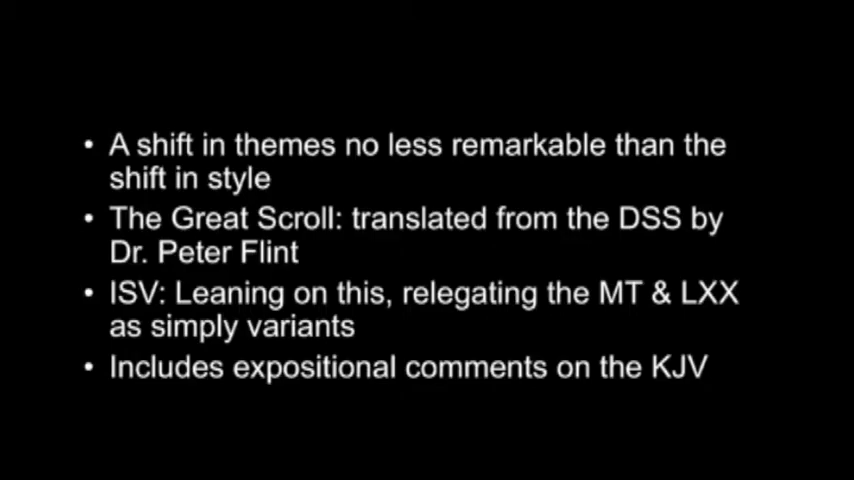 • A shift in themes no less remarkable than the
shift in style
• The Great Scroll: translated from the DSS by
Dr. Peter Flint
• ISV: Leaning on this, relegating the MT & LXX
as simply variants
• Includes expositional comments on the KJV